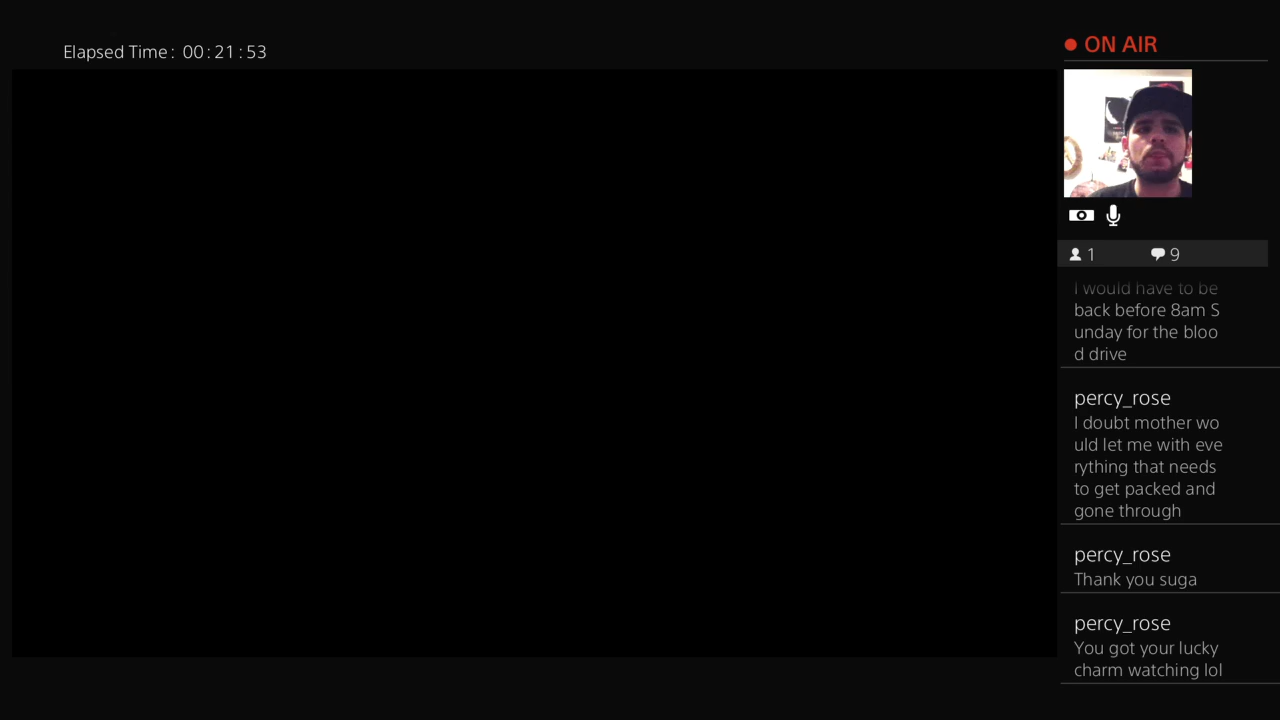 Elapsed Time: 00:21:53
ON AIR
1 9
I would have to be
back before 8am S
unday for the bloo
d drive
percy_rose
I doubt mother wo
uld let me with eve
rything that needs
to get packed and
gone through
percy_rose
Thank you suga
percy_rose
You got your lucky
charm watching lol